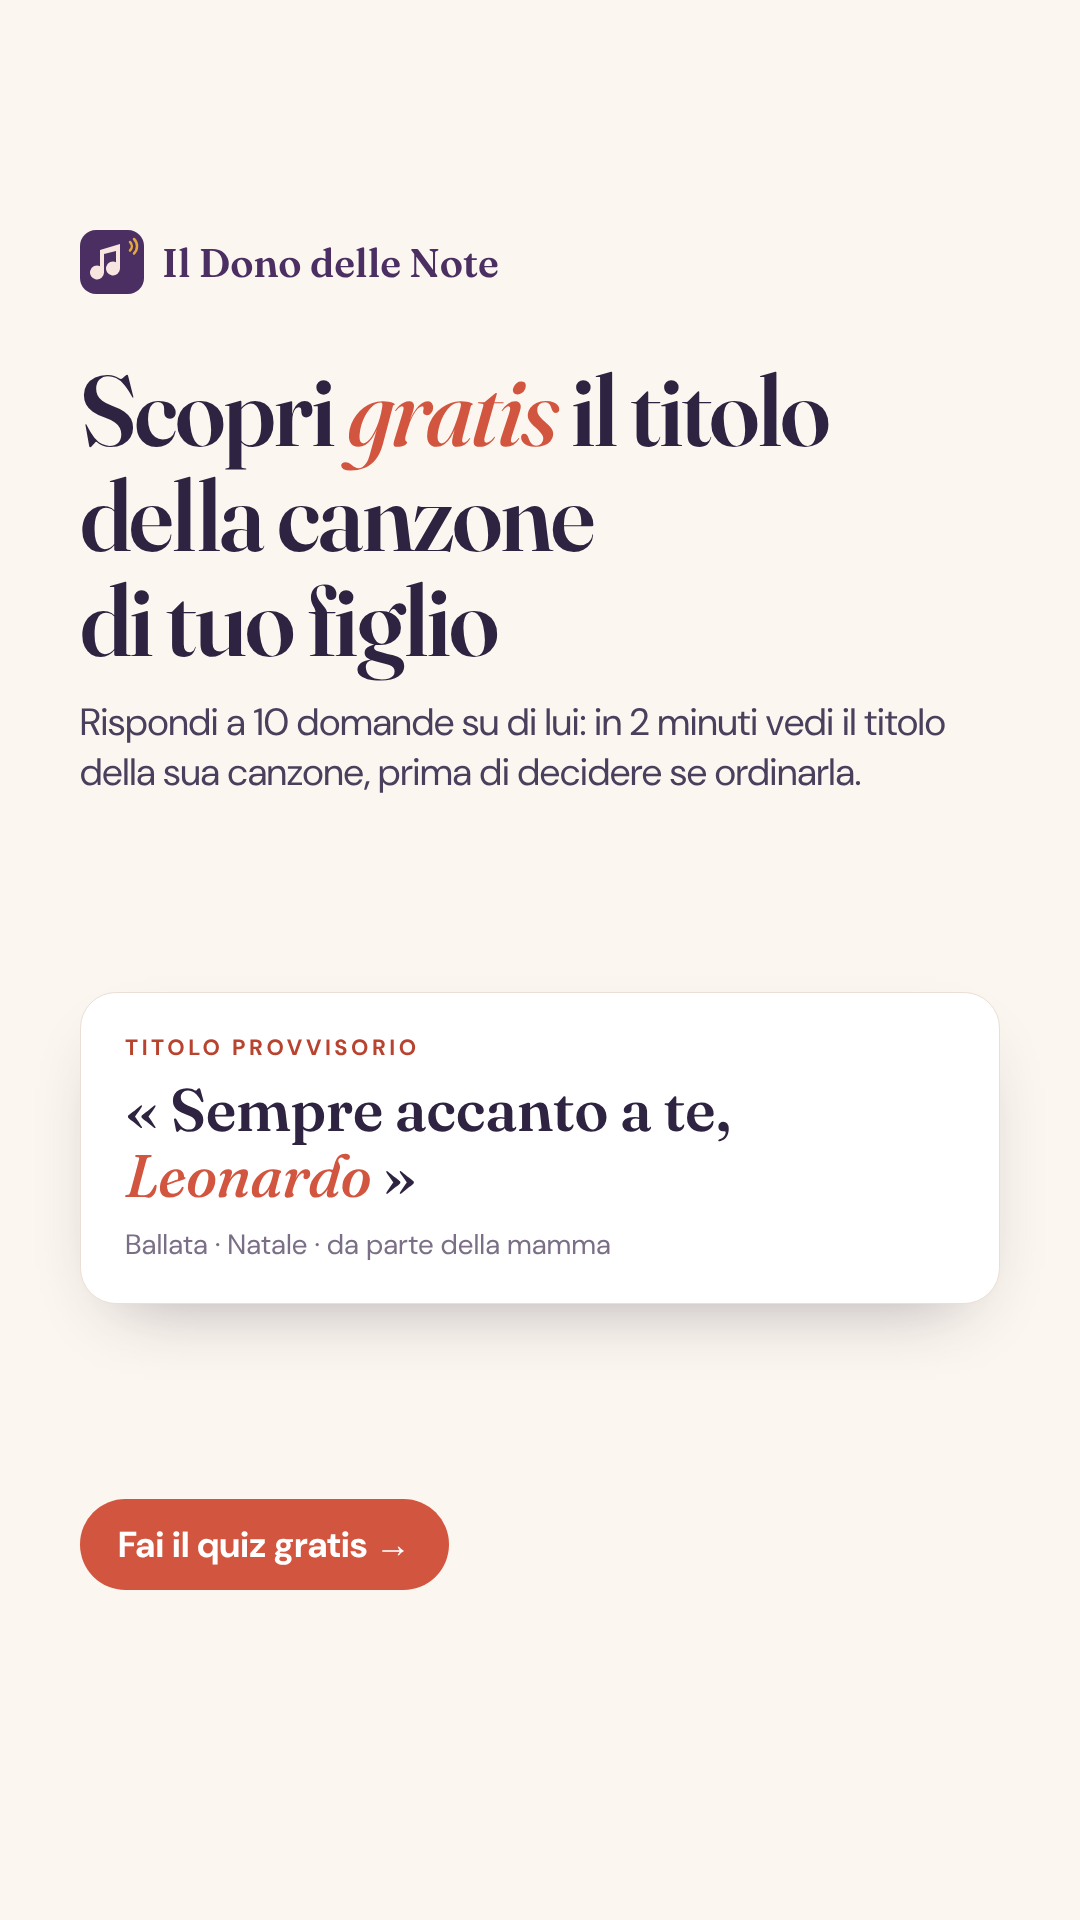 Il Dono delle Note
Scopri gratis il titolo
della canzone
di tuo figlio
Rispondi a 10 domande su di lui: in 2 minuti vedi il titolo
della sua canzone, prima di decidere se ordinarla.
TITOLO PROVVISORIO
« Sempre accanto a te,
Leonardo »
Ballata · Natale · da parte della mamma
Fai il quiz gratis →